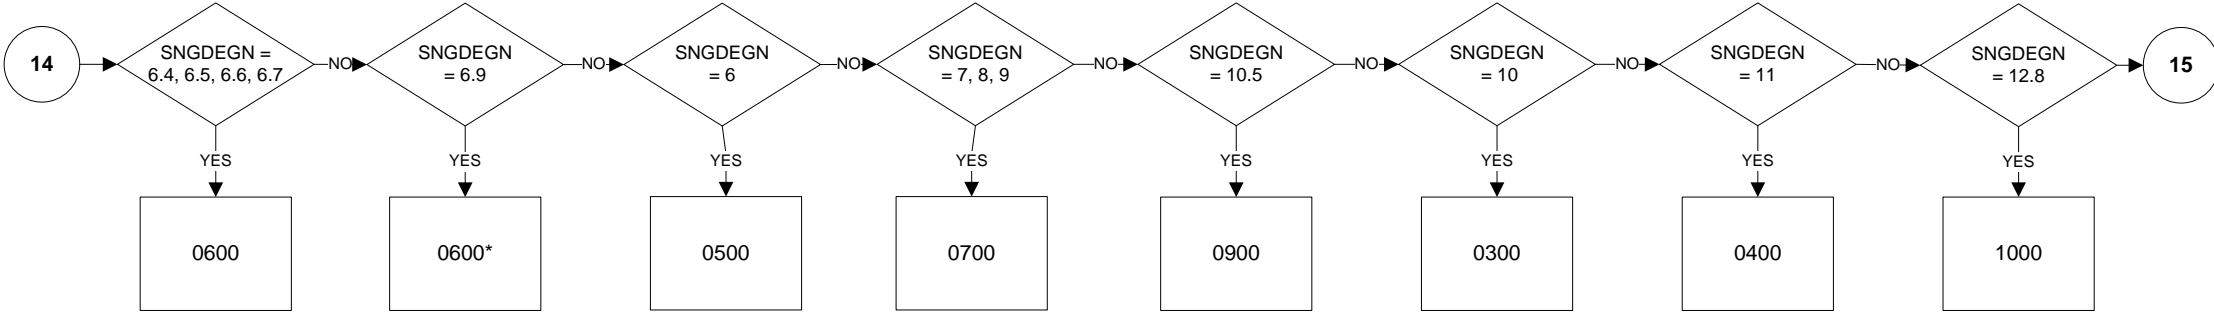 14
SNGDEGN =
6.4, 6.5, 6.6, 6.7
NO
SNGDEGN
= 6.9
NO
SNGDEGN
= 6
NO
SNGDEGN
= 7, 8, 9
NO
SNGDEGN
= 10.5
NO
SNGDEGN
= 10
NO
SNGDEGN
= 11
NO
SNGDEGN
= 12.8
15
YES
YES
YES
YES
YES
YES
YES
YES
0600
0600*
0500
0700
0900
0300
0400
1000